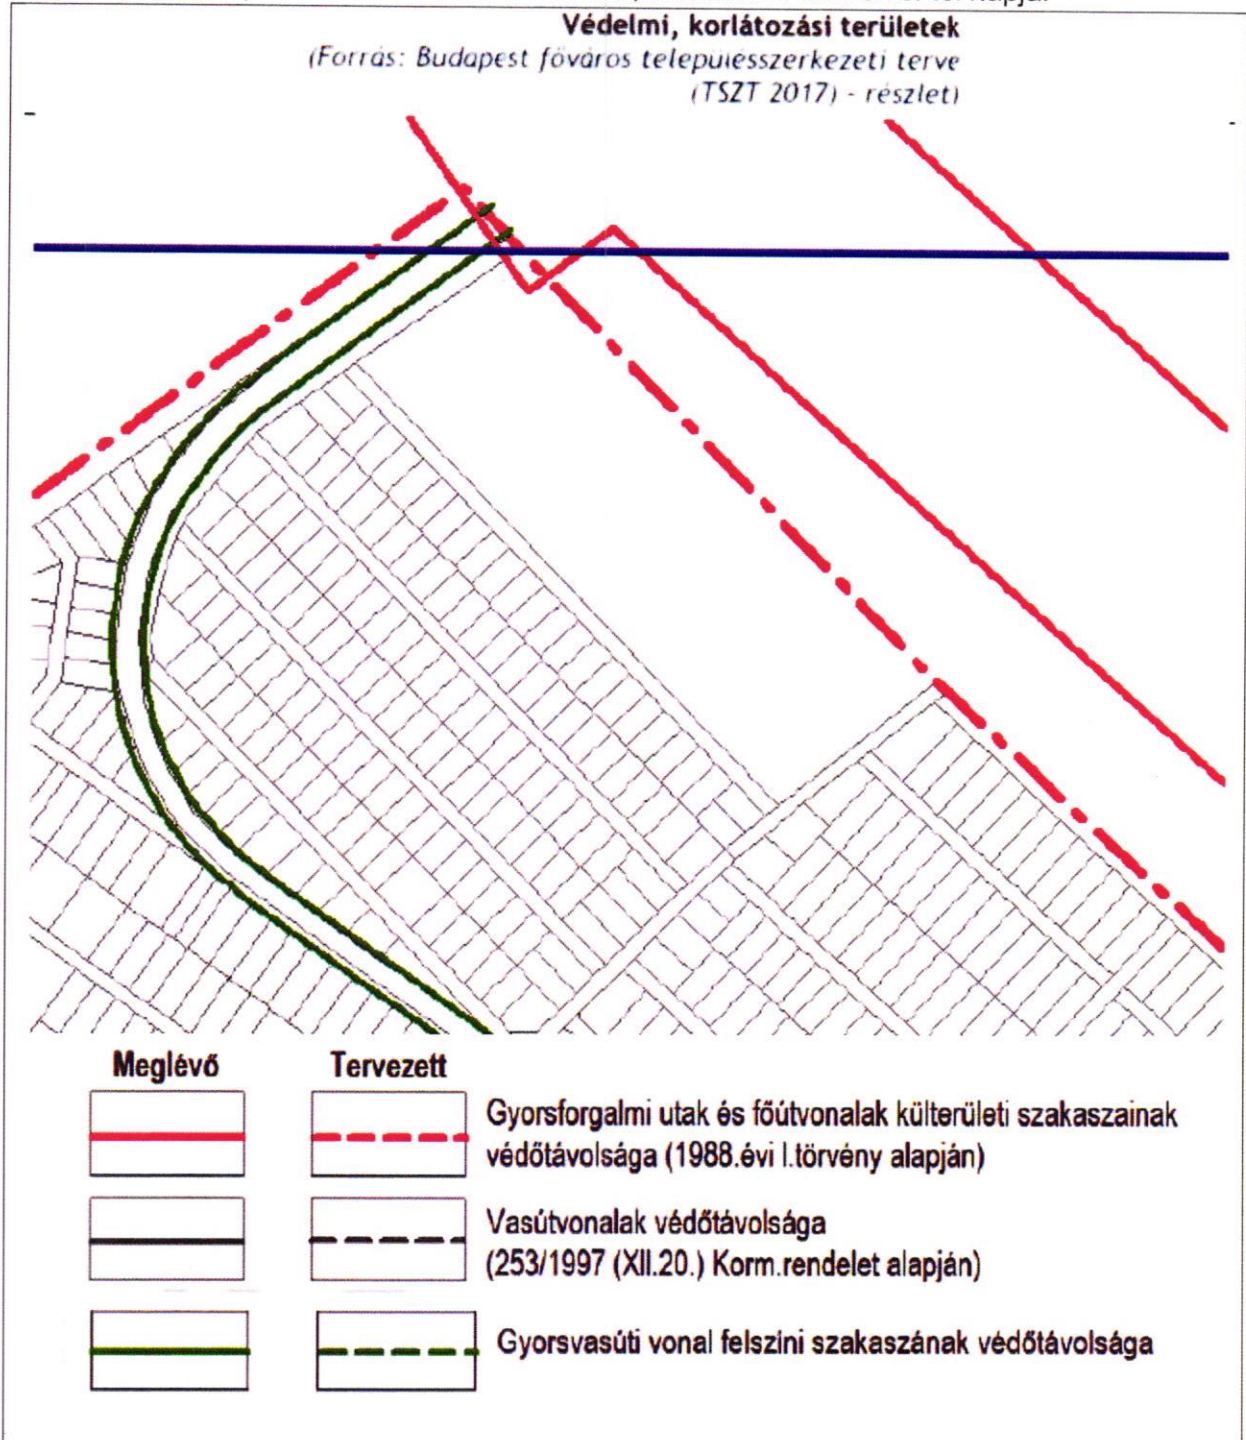 Védelmi, korlátozási területek
(Forrás: Budapest főváros településszerkezeti terve
(TSZT 2017) - részlet)
Meglévő
Tervezett
Gyorsforgalmi utak és főútvonalak külterületi szakaszainak
védőtávolsága (1988.évi I.törvény alapján)
Vasútvonalak védőtávolsága
(253/1997 (XII.20.) Korm.rendelet alapján)
Gyorsvasúti vonal felszíni szakaszának védőtávolsága